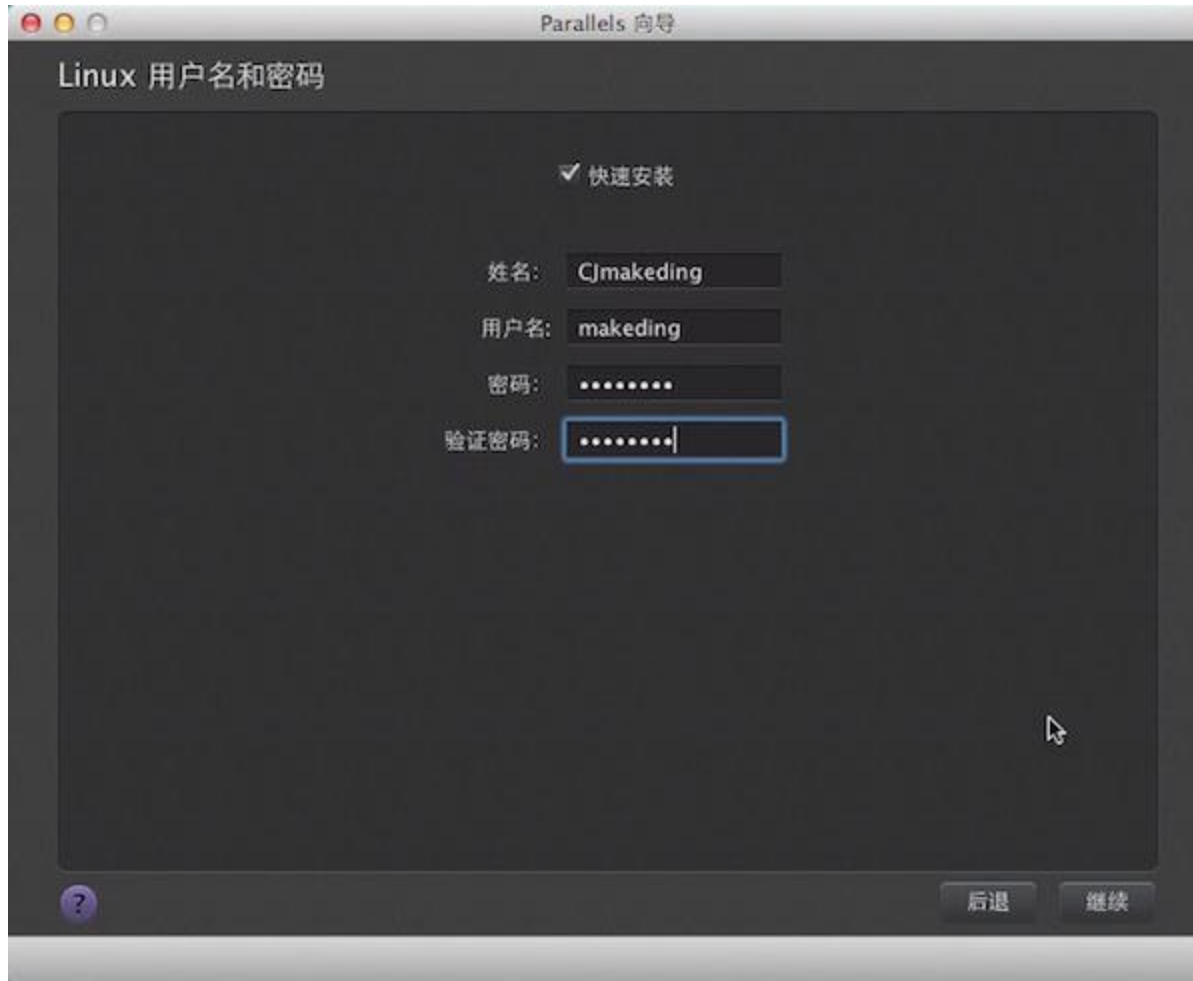 Parallels 向导
Linux 用户名和密码
快速安装
姓名: CJmakeding
用户名: makeding
密码: ••••••••
验证密码: ••••••••
?
后退 继续